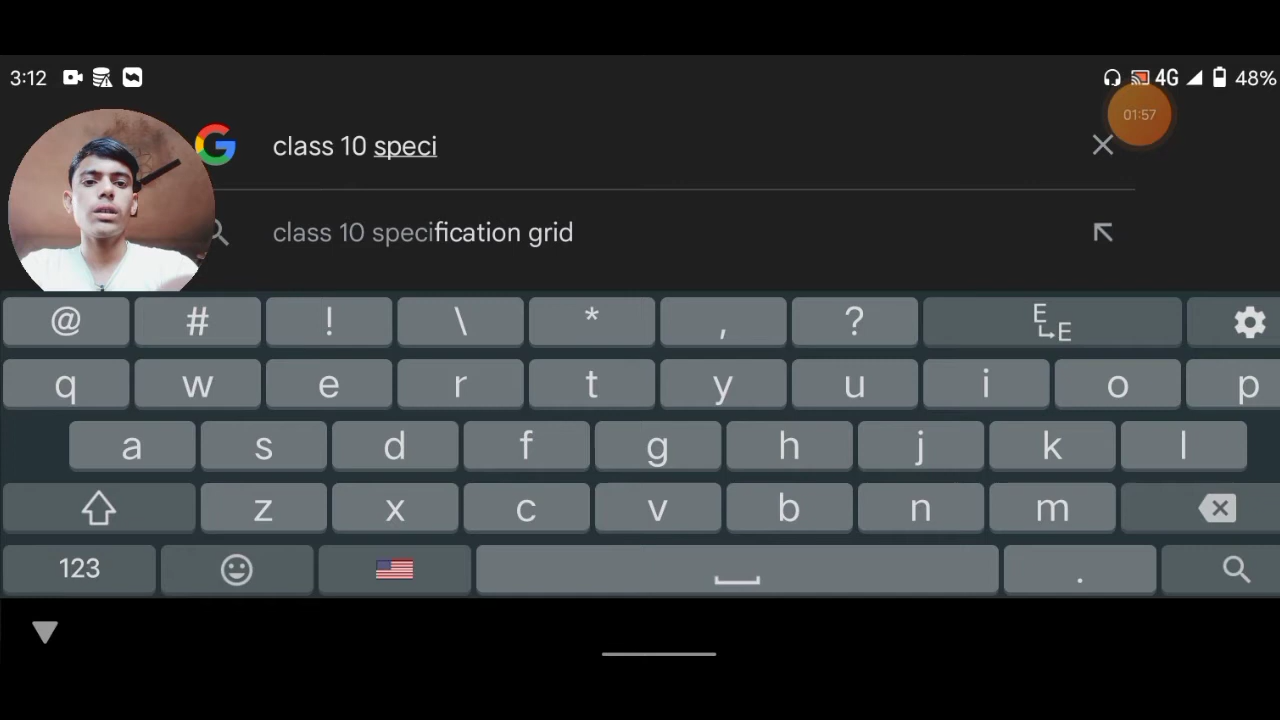 3:12
4G
48%
01:57
class 10 speci
class 10 specification grid
@ # ! \ * , ? E E
q w e r t y u i o p
a s d f g h j k l
z x c v b n m
123 .